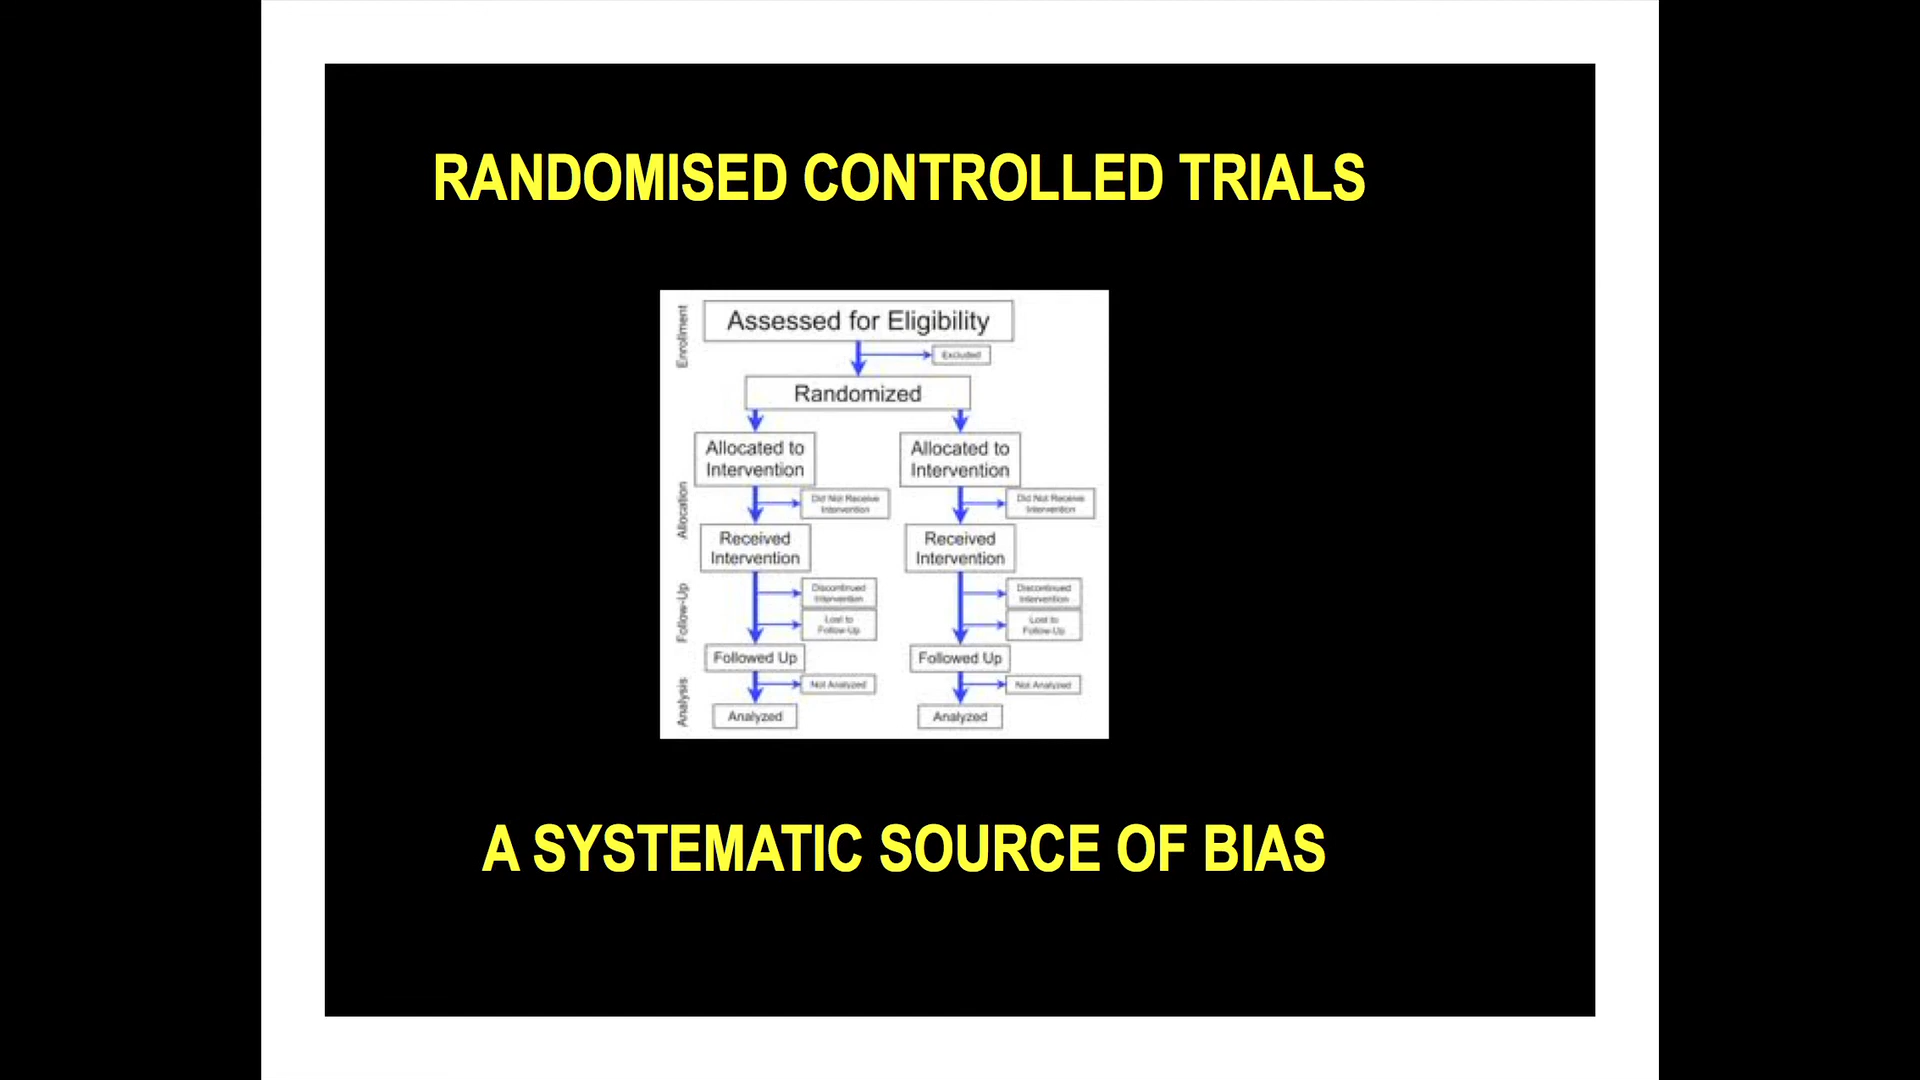 RANDOMISED CONTROLLED TRIALS
Enrollment
Assessed for Eligibility
Excluded
Randomized
Allocated to
Intervention
Allocated to
Intervention
Allocation
Did Not Receive
Intervention
Did Not Receive
Intervention
Received
Intervention
Received
Intervention
Follow-Up
Discontinued
Intervention
Discontinued
Intervention
Lost to
Follow-Up
Lost to
Follow-Up
Followed Up
Followed Up
Analysis
Not Analyzed
Not Analyzed
Analyzed
Analyzed
A SYSTEMATIC SOURCE OF BIAS